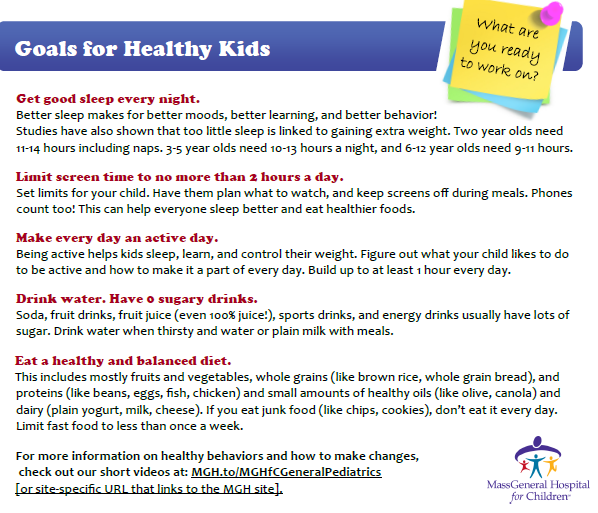 Goals for Healthy Kids
What are
you ready
to work on?
Get good sleep every night.
Better sleep makes for better moods, better learning, and better behavior!
Studies have also shown that too little sleep is linked to gaining extra weight. Two year olds need
11-14 hours including naps. 3-5 year olds need 10-13 hours a night, and 6-12 year olds need 9-11 hours.
Limit screen time to no more than 2 hours a day.
Set limits for your child. Have them plan what to watch, and keep screens off during meals. Phones
count too! This can help everyone sleep better and eat healthier foods.
Make every day an active day.
Being active helps kids sleep, learn, and control their weight. Figure out what your child likes to do
to be active and how to make it a part of every day. Build up to at least 1 hour every day.
Drink water. Have 0 sugary drinks.
Soda, fruit drinks, fruit juice (even 100% juice!), sports drinks, and energy drinks usually have lots of
sugar. Drink water when thirsty and water or plain milk with meals.
Eat a healthy and balanced diet.
This includes mostly fruits and vegetables, whole grains (like brown rice, whole grain bread), and
proteins (like beans, eggs, fish, chicken) and small amounts of healthy oils (like olive, canola) and
dairy (plain yogurt, milk, cheese). If you eat junk food (like chips, cookies), don't eat it every day.
Limit fast food to less than once a week.
For more information on healthy behaviors and how to make changes,
check out our short videos at: MGH.to/MGHfCGeneralPediatrics
[or site-specific URL that links to the MGH site].
MassGeneral Hospital
for Children